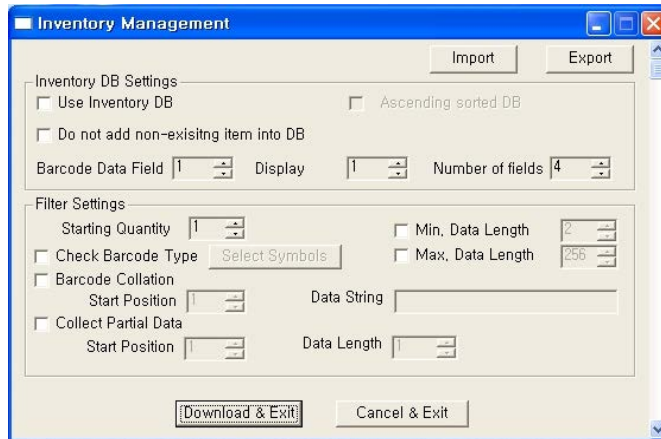 Inventory Management
Import Export
Inventory DB Settings
Use Inventory DB Ascending sorted DB
Do not add non-exisitng item into DB
Barcode Data Field 1 Display 1 Number of fields 4
Filter Settings
Starting Quantity 1 Min, Data Length 2
Check Barcode Type Select Symbols Max, Data Length 256
Barcode Collation
Start Position 1 Data String
Collect Partial Data
Start Position 1 Data Length 1
Download & Exit Cancel & Exit